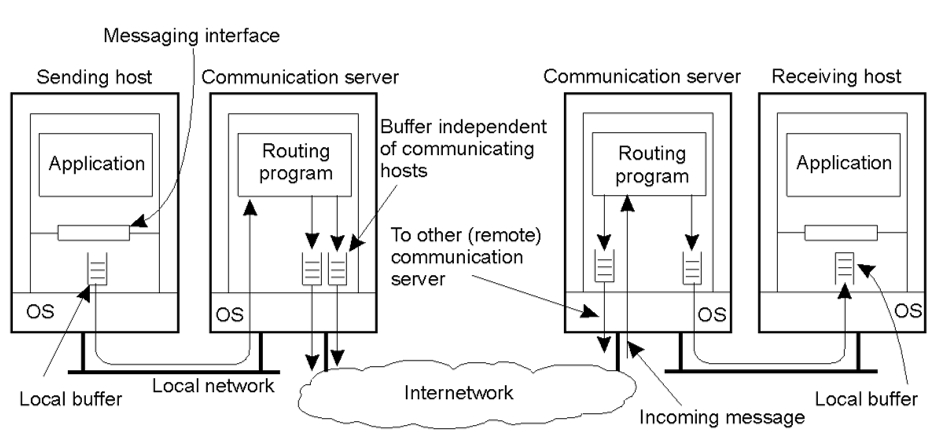 Messaging interface
Sending host
Communication server
Communication server
Receiving host
Buffer independent
of communicating
hosts
Application
Routing
program
Routing
program
Application
To other (remote)
communication
server
OS
OS
OS
OS
Local buffer
Local network
Internetwork
Incoming message
Local buffer